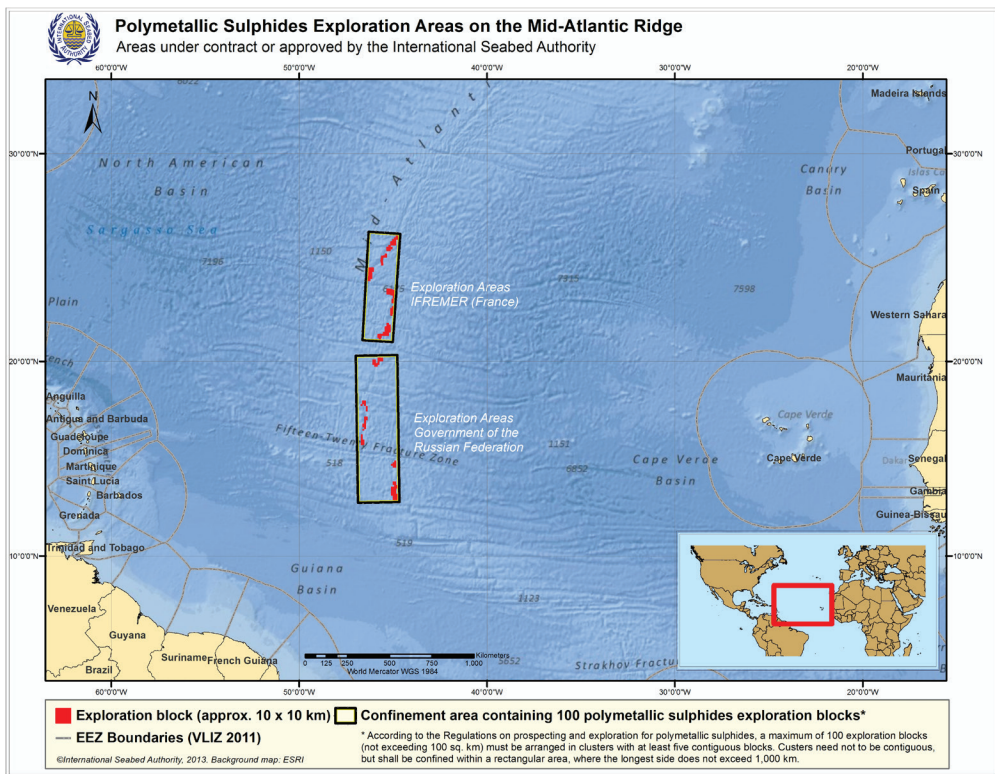 INTERNATIONAL SEABED AUTHORITY
Polymetallic Sulphides Exploration Areas on the Mid-Atlantic Ridge
Areas under contract or approved by the International Seabed Authority
60°0'0"W 50°0'0"W 40°0'0"W 30°0'0"W 20°0'0"W
6022
N
Madeira Islands
30°0'0"N
30°0'0"N
North American
Basin
Mid-Atlanti
Canary
Basin
Portugal
Spain
Sargasso Sea
7196
1150
7915
7598
Exploration Areas
IFREMER (France)
Plain
Western Sahara
20°0'0"N
20°0'0"N
Mauritania
Anguilla
Antigua and Barbuda
Guadeloupe
Dominica
Martinique
Saint Lucia
Barbados
Grenada
Exploration Areas
Government of the
Russian Federation
Fifteen-Twenty Fracture Zone
518
1151
6852
Cape Verde
Cape Verde
Cape Verde
Basin
Dakar
Senegal
Gambia
Guinea-Bissau
Trinidad and Tobago
10°0'0"N
10°0'0"N
519
Guiana
Basin
1123
Venezuela
Guyana
Suriname
French Guiana
Brazil
Kilometers
0 125 250 500 750 1,000
World Mercator WGS 1984
5652
Strakhov Fractu
60°0'0"W 50°0'0"W 40°0'0"W 30°0'0"W 20°0'0"W
Exploration block (approx. 10 x 10 km)
Confinement area containing 100 polymetallic sulphides exploration blocks*
EEZ Boundaries (VLIZ 2011)
* According to the Regulations on prospecting and exploration for polymetallic sulphides, a maximum of 100 exploration blocks
(not exceeding 100 sq. km) must be arranged in clusters with at least five contiguous blocks. Custers need not to be contiguous,
but shall be confined within a rectangular area, where the longest side does not exceed 1,000 km.
©International Seabed Authority, 2013. Background map: ESRI